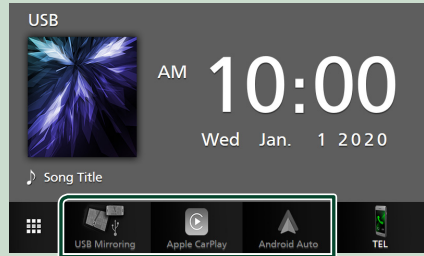 USB
AM 10:00
Wed Jan. 1 2020
Song Title
USB Mirroring Apple CarPlay Android Auto TEL